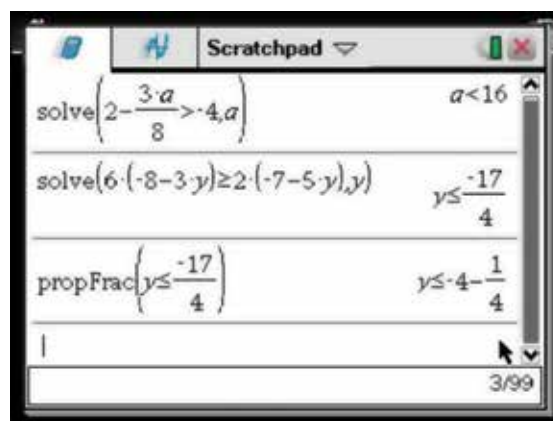 Scratchpad
solve(2-3·a/8>-4,a) a<16
solve(6·(-8-3·y)≥2·(-7-5·y),y) y≤-17/4
propFrac(y≤-17/4) y≤-4-1/4
3/99